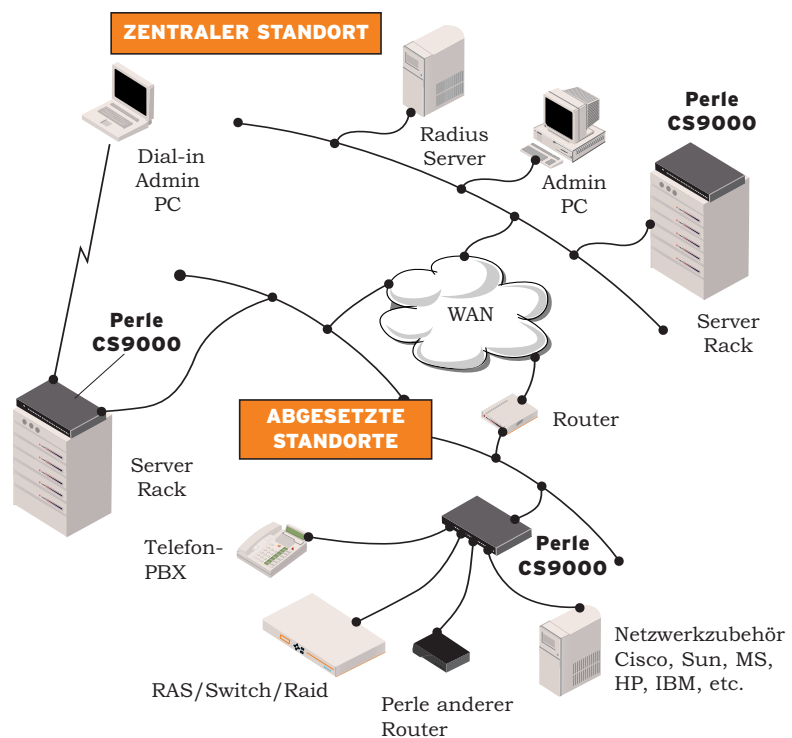 ZENTRALER STANDORT
Perle
CS9000
Radius
Server
Dial-in
Admin
PC
Admin
PC
WAN
Server
Rack
Perle
CS9000
ABGESETZTE
STANDORTE
Router
Server
Rack
Telefon-
PBX
Perle
CS9000
Netzwerkzubehör
Cisco, Sun, MS,
HP, IBM, etc.
RAS/Switch/Raid
Perle anderer
Router